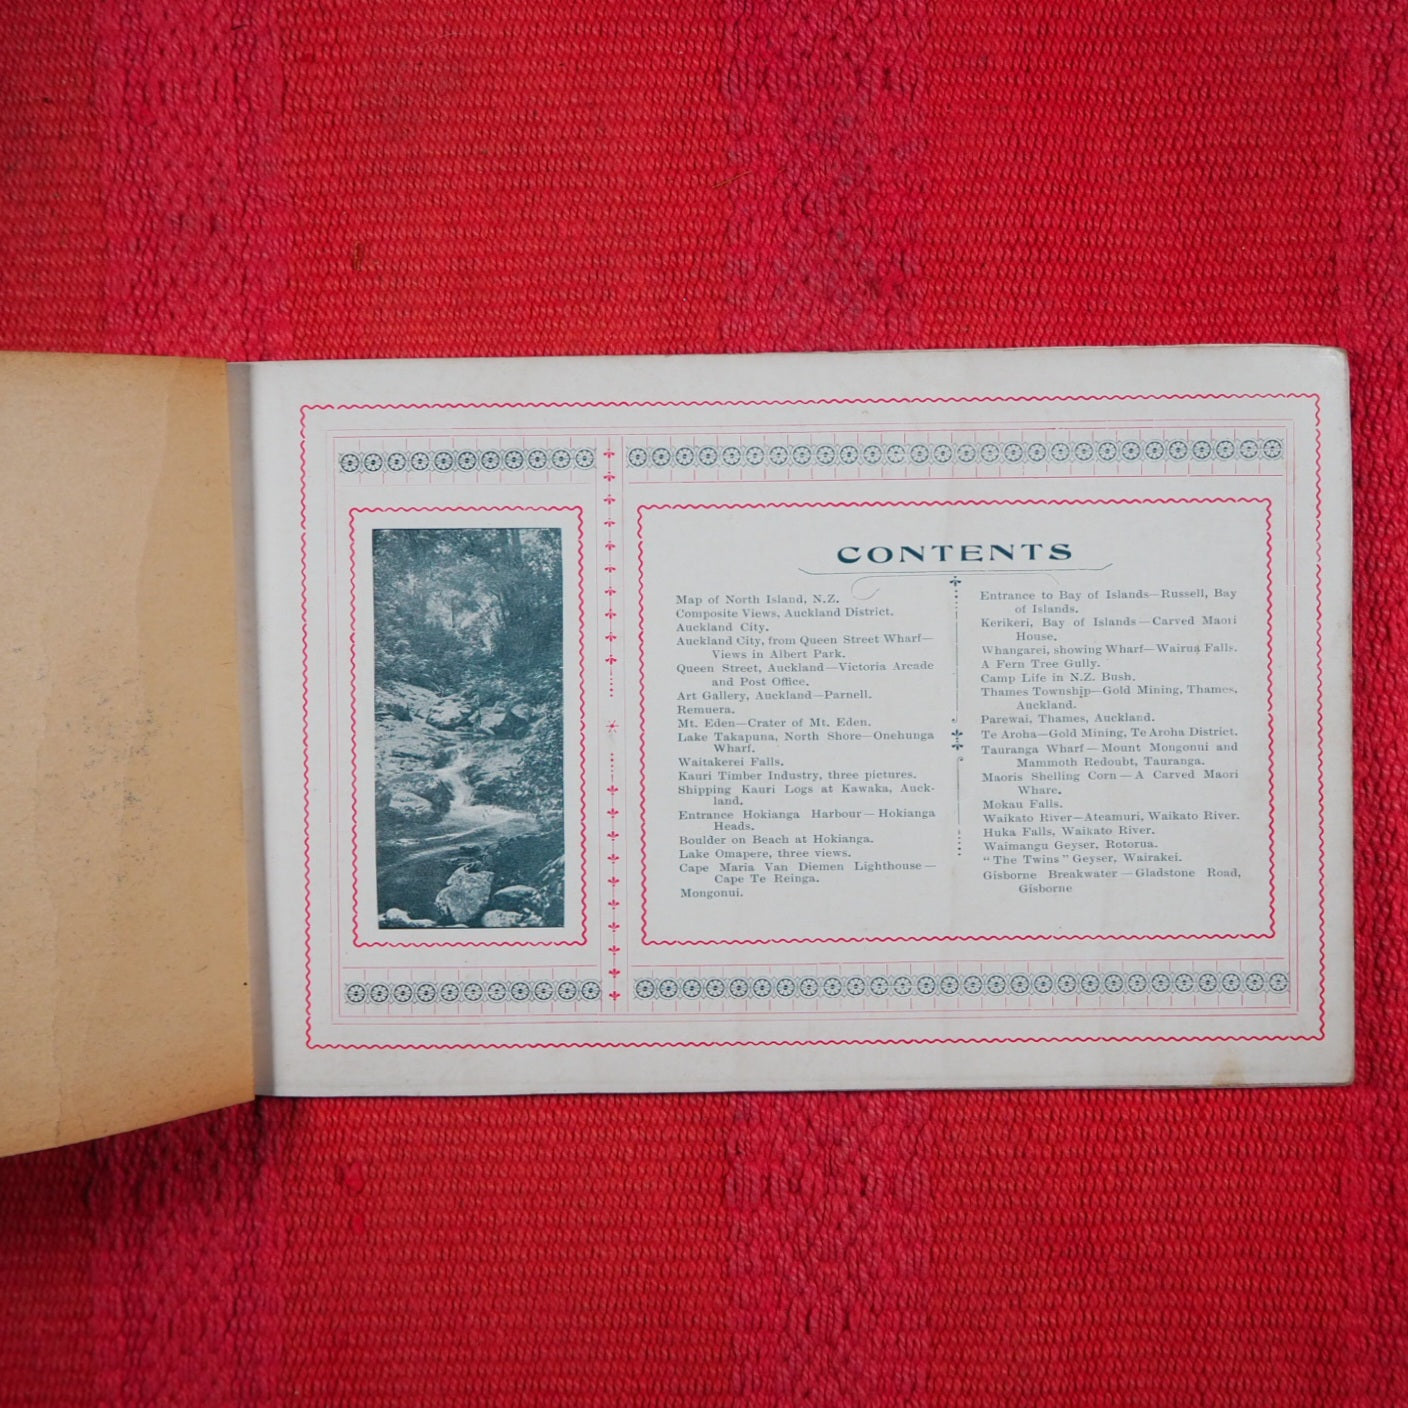 CONTENTS
Map of North Island, N.Z.
Composite Views, Auckland District.
Auckland City.
Auckland City, from Queen Street Wharf—
Views in Albert Park.
Queen Street, Auckland—Victoria Arcade
and Post Office.
Art Gallery, Auckland—Parnell.
Remuera.
Mt. Eden—Crater of Mt. Eden.
Lake Takapuna, North Shore—Onehunga
Wharf.
Waitakerei Falls.
Kauri Timber Industry, three pictures.
Shipping Kauri Logs at Kawaka, Auck-
land.
Entrance Hokianga Harbour—Hokianga
Heads.
Boulder on Beach at Hokianga.
Lake Omapere, three views.
Cape Maria Van Diemen Lighthouse—
Cape Te Reinga.
Mongonui.
Entrance to Bay of Islands—Russell, Bay
of Islands.
Kerikeri, Bay of Islands—Carved Maori
House.
Whangarei, showing Wharf—Wairua Falls.
A Fern Tree Gully.
Camp Life in N.Z. Bush.
Thames Township—Gold Mining, Thames,
Auckland.
Parewai, Thames, Auckland.
Te Aroha—Gold Mining, Te Aroha District.
Tauranga Wharf—Mount Mongonui and
Mammoth Redoubt, Tauranga.
Maoris Shelling Corn—A Carved Maori
Whare.
Mokau Falls.
Waikato River—Ateamuri, Waikato River.
Huka Falls, Waikato River.
Waimangu Geyser, Rotorua.
“The Twins” Geyser, Wairakei.
Gisborne Breakwater—Gladstone Road,
Gisborne